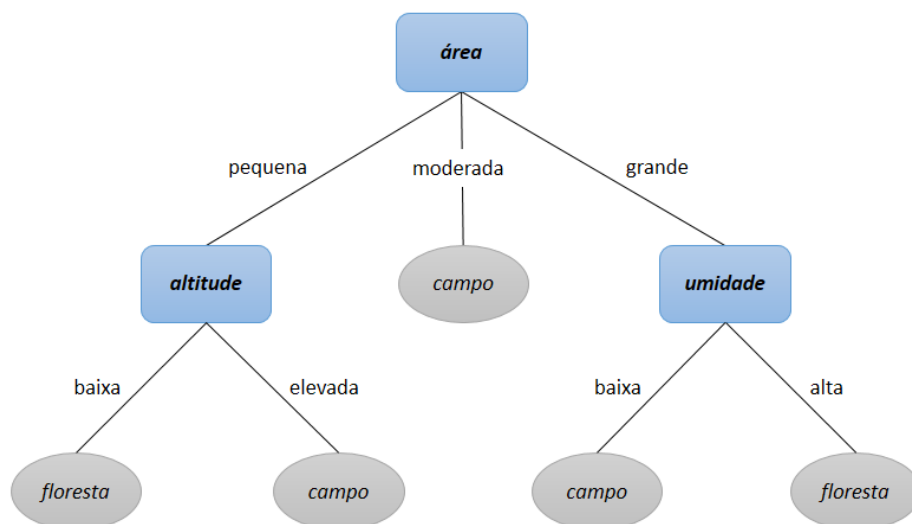 área
pequena
moderada
grande
altitude
campo
umidade
baixa
elevada
baixa
alta
floresta
campo
campo
floresta